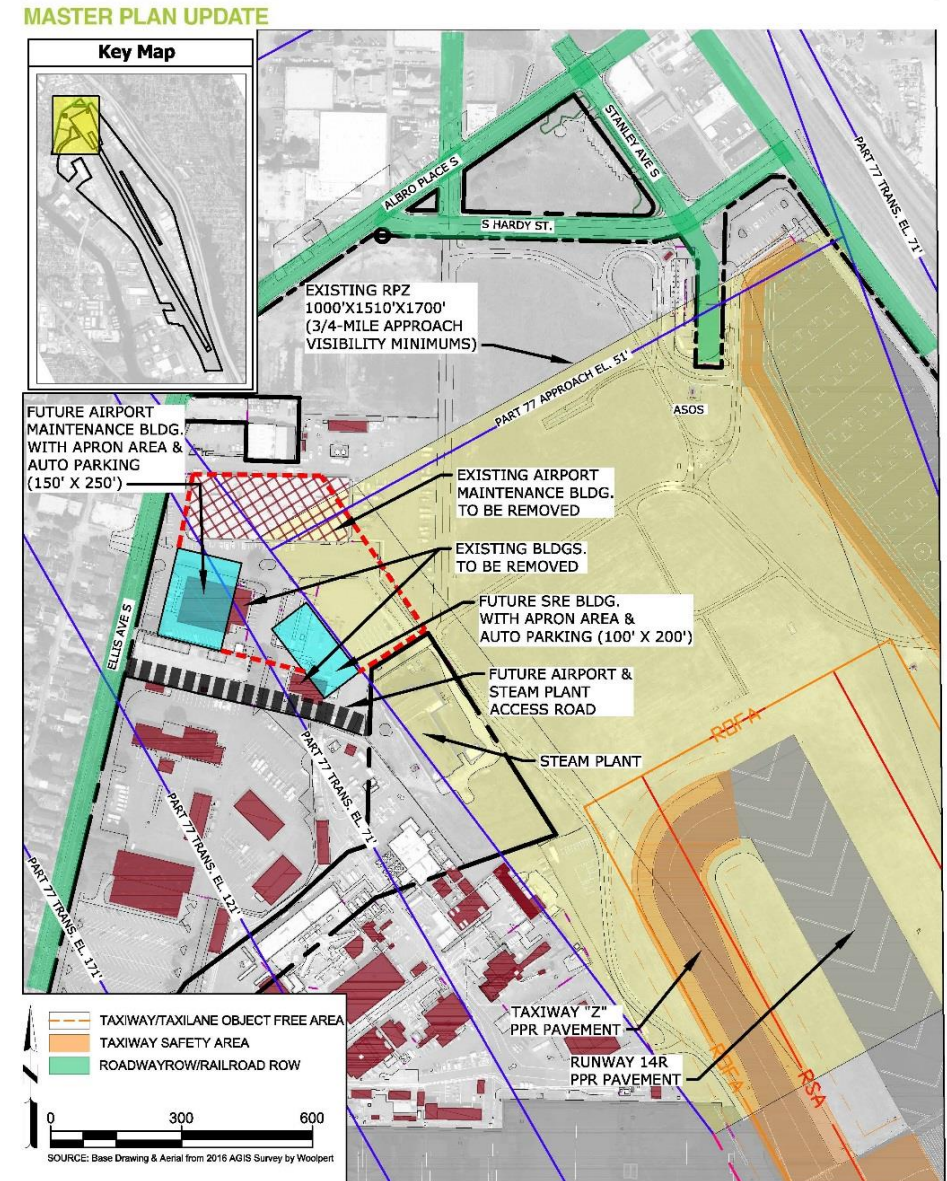 MASTER PLAN UPDATE
Key Map
ALBRO PLACE S
STANLEY AVE S
S HARDY ST.
PART 77 TRANS. EL. 71'
EXISTING RPZ
1000'X1510'X1700'
(3/4-MILE APPROACH
VISIBILITY MINIMUMS)
PART 77 APPROACH EL. 51'
ASOS
FUTURE AIRPORT
MAINTENANCE BLDG.
WITH APRON AREA &
AUTO PARKING
(150' X 250')
EXISTING AIRPORT
MAINTENANCE BLDG.
TO BE REMOVED
EXISTING BLDGS.
TO BE REMOVED
FUTURE SRE BLDG.
WITH APRON AREA &
AUTO PARKING (100' X 200')
ELLIS AVE S
FUTURE AIRPORT &
STEAM PLANT
ACCESS ROAD
STEAM PLANT
ROFA
PART 77 TRANS. EL. 71'
PART 77 TRANS. EL. 121'
PART 77 TRANS. EL. 171'
TAXIWAY "Z"
PPR PAVEMENT
RUNWAY 14R
PPR PAVEMENT
ROFA
RSA
TAXIWAY/TAXILANE OBJECT FREE AREA
TAXIWAY SAFETY AREA
ROADWAYROW/RAILROAD ROW
0 300 600
SOURCE: Base Drawing & Aerial from 2016 AGIS Survey by Woolpert